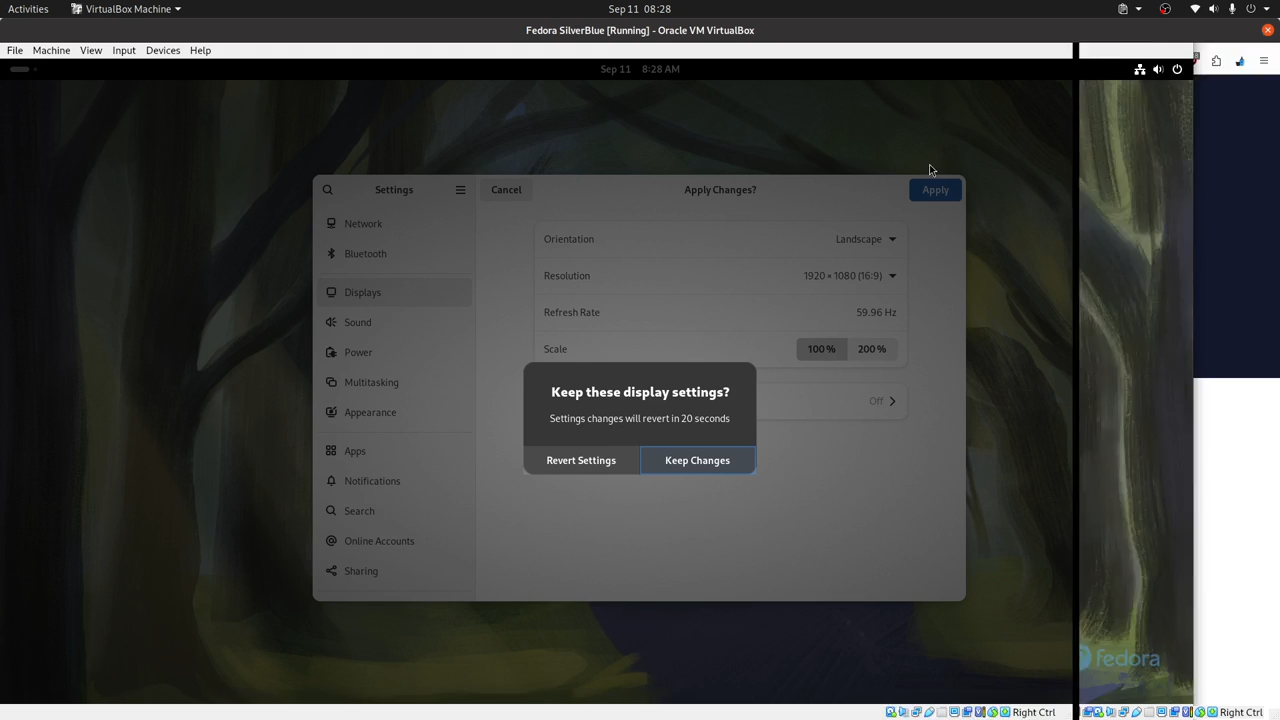 Activities VirtualBox Machine Sep 11 08:28
Fedora SilverBlue [Running] - Oracle VM VirtualBox
File Machine View Input Devices Help
Sep 11 8:28 AM
Settings Cancel Apply Changes? Apply
Network
Bluetooth
Displays
Sound
Power
Multitasking
Appearance
Apps
Notifications
Search
Online Accounts
Sharing
Orientation Landscape
Resolution 1920 × 1080 (16:9)
Refresh Rate 59.96 Hz
Scale 100 % 200 %
Off
Keep these display settings?
Settings changes will revert in 20 seconds
Revert Settings Keep Changes
fedora
Right Ctrl Right Ctrl